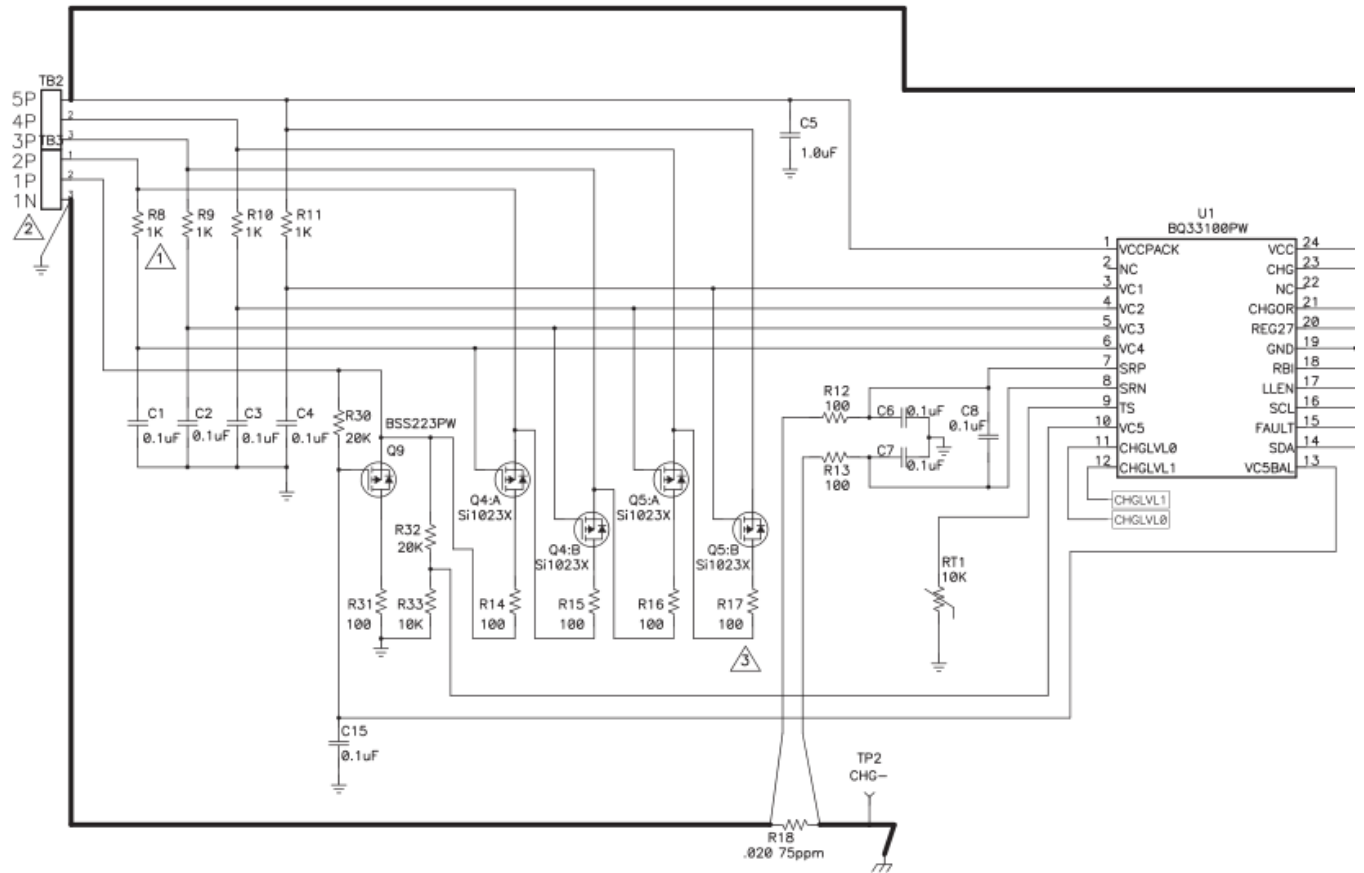 TB2
5P
4P 2
3P 3
TB3
2P 1
1P 2
1N 3
2
R8
1K
1
R9
1K
R10
1K
R11
1K
C5
1.0uF
U1
BQ33100PW
1 VCCPACK VCC 24
2 NC CHG 23
3 VC1 NC 22
4 VC2 CHGOR 21
5 VC3 REG27 20
6 VC4 GND 19
7 SRP RBI 18
8 SRN LLEN 17
9 TS SCL 16
10 VC5 FAULT 15
11 CHGLVL0 SDA 14
12 CHGLVL1 VC5BAL 13
CHGLVL1
CHGLVL0
C1
0.1uF
C2
0.1uF
C3
0.1uF
C4
0.1uF
R30
20K
BSS223PW
Q9
R12
100
C6 0.1uF
C8
0.1uF
C7 0.1uF
R13
100
Q4:A
Si1023X
Q4:B
Si1023X
Q5:A
Si1023X
Q5:B
Si1023X
R32
20K
RT1
10K
R31
100
R33
10K
R14
100
R15
100
R16
100
R17
100
3
C15
0.1uF
TP2
CHG-
R18
.020 75ppm